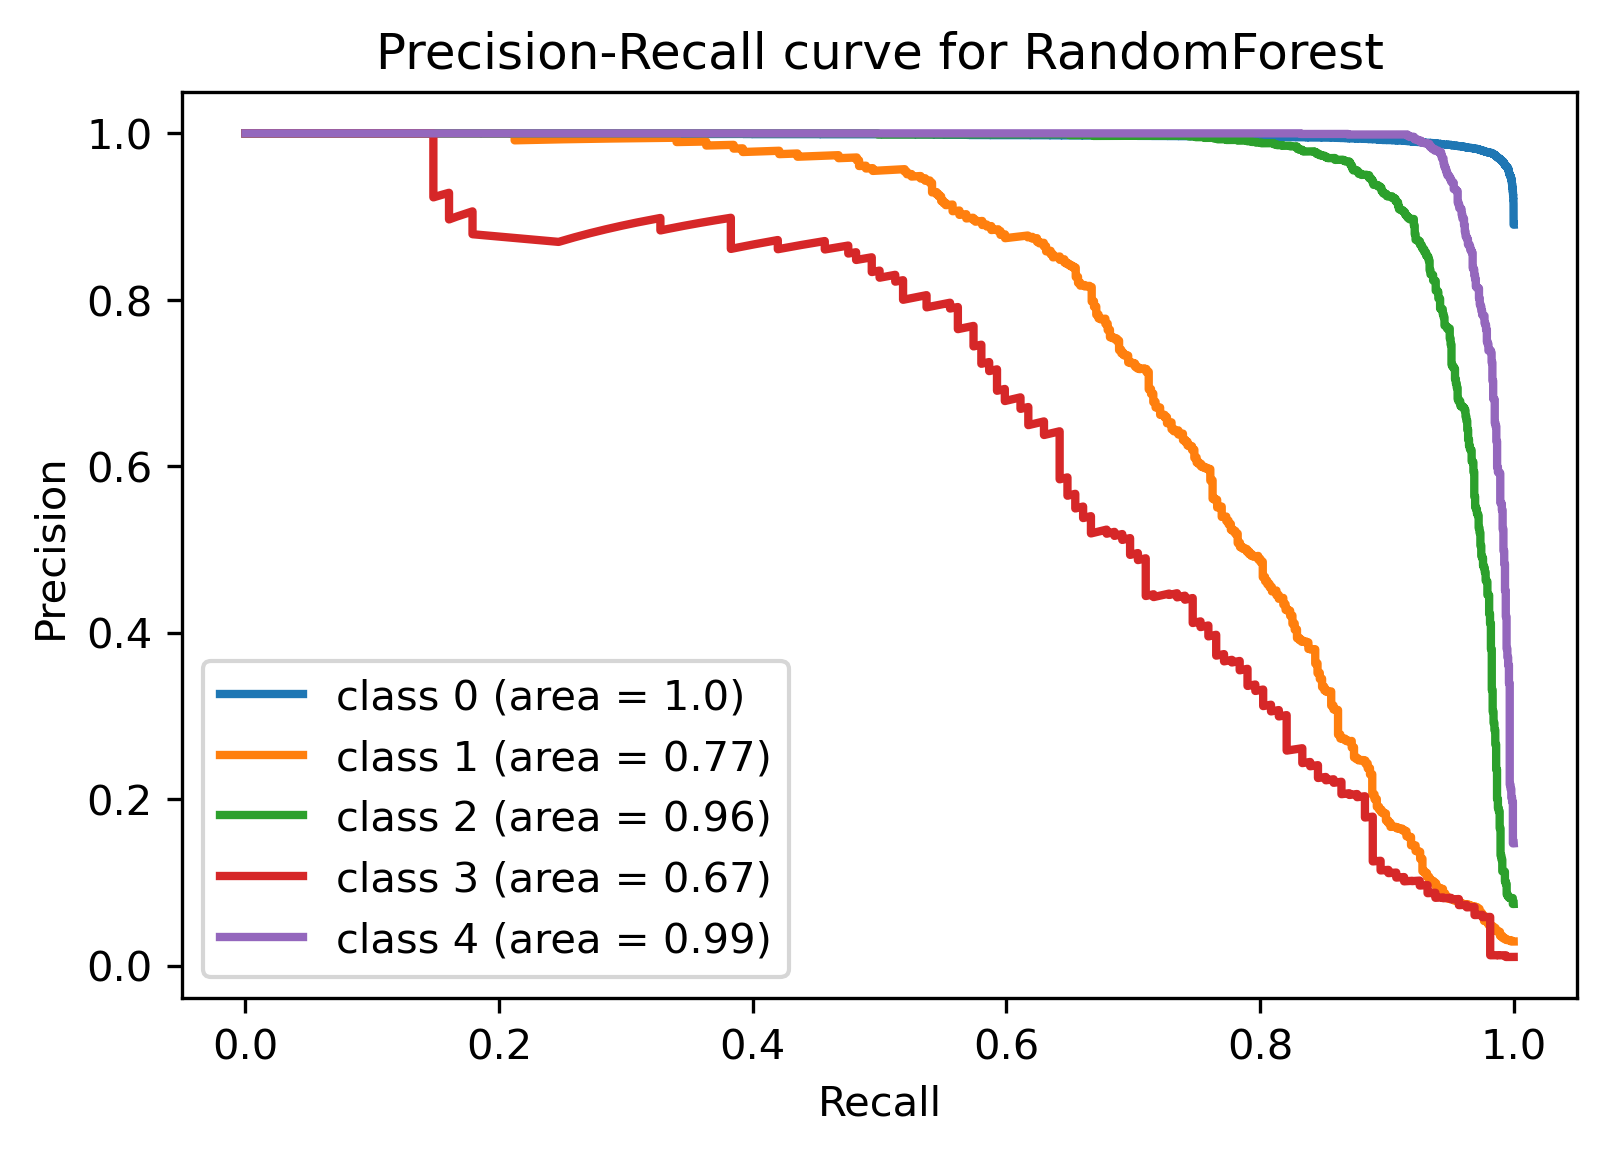 Precision-Recall curve for RandomForest
1.0
0.8
0.6
0.4
0.2
0.0
Precision
class 0 (area = 1.0)
class 1 (area = 0.77)
class 2 (area = 0.96)
class 3 (area = 0.67)
class 4 (area = 0.99)
0.0 0.2 0.4 0.6 0.8 1.0
Recall